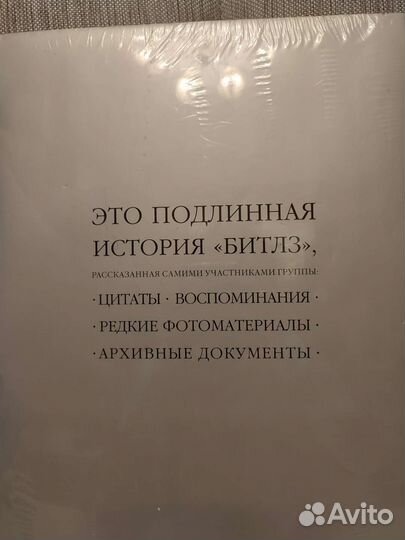 ЭТО ПОДЛИННАЯ
ИСТОРИЯ «БИТЛЗ»,
РАССКАЗАННАЯ САМИМИ УЧАСТНИКАМИ ГРУППЫ:
· ЦИТАТЫ · ВОСПОМИНАНИЯ ·
· РЕДКИЕ ФОТОМАТЕРИАЛЫ ·
· АРХИВНЫЕ ДОКУМЕНТЫ ·
Avito